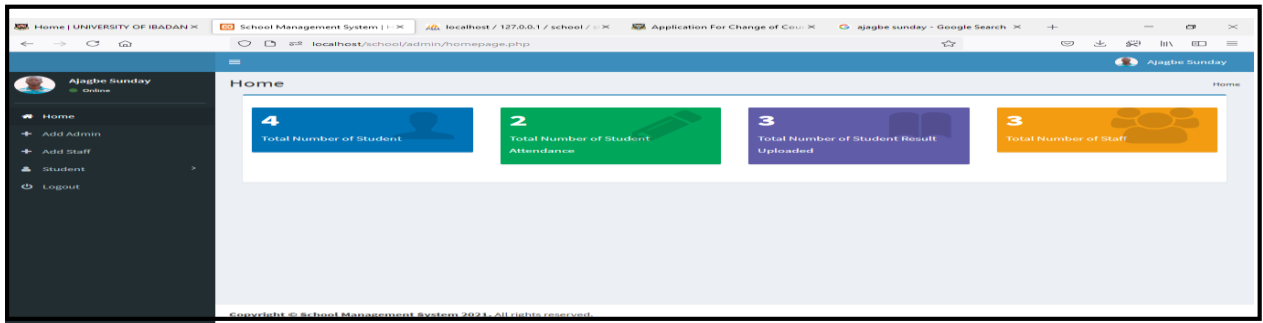 Home | UNIVERSITY OF IBADAN
School Management System |
localhost / 127.0.0.1 / school /
Application For Change of Cou
ajagbe sunday - Google Search
localhost/school/admin/homepage.php
Ajagbe Sunday
Ajagbe Sunday
Online
Home
Home
Home
Add Admin
Add Staff
Student
Logout
4
Total Number of Student
2
Total Number of Student
Attendance
3
Total Number of Student Result
Uploaded
3
Total Number of Staff
Copyright © School Management System 2021. All rights reserved.